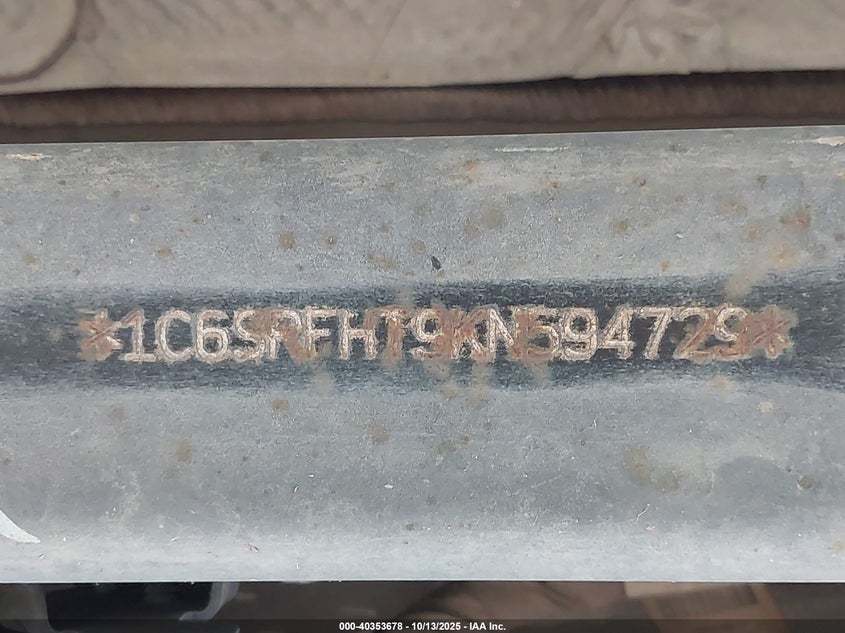 *1C6SRFHT9KN594729*
000-40353678 - 10/13/2025 - IAA Inc.